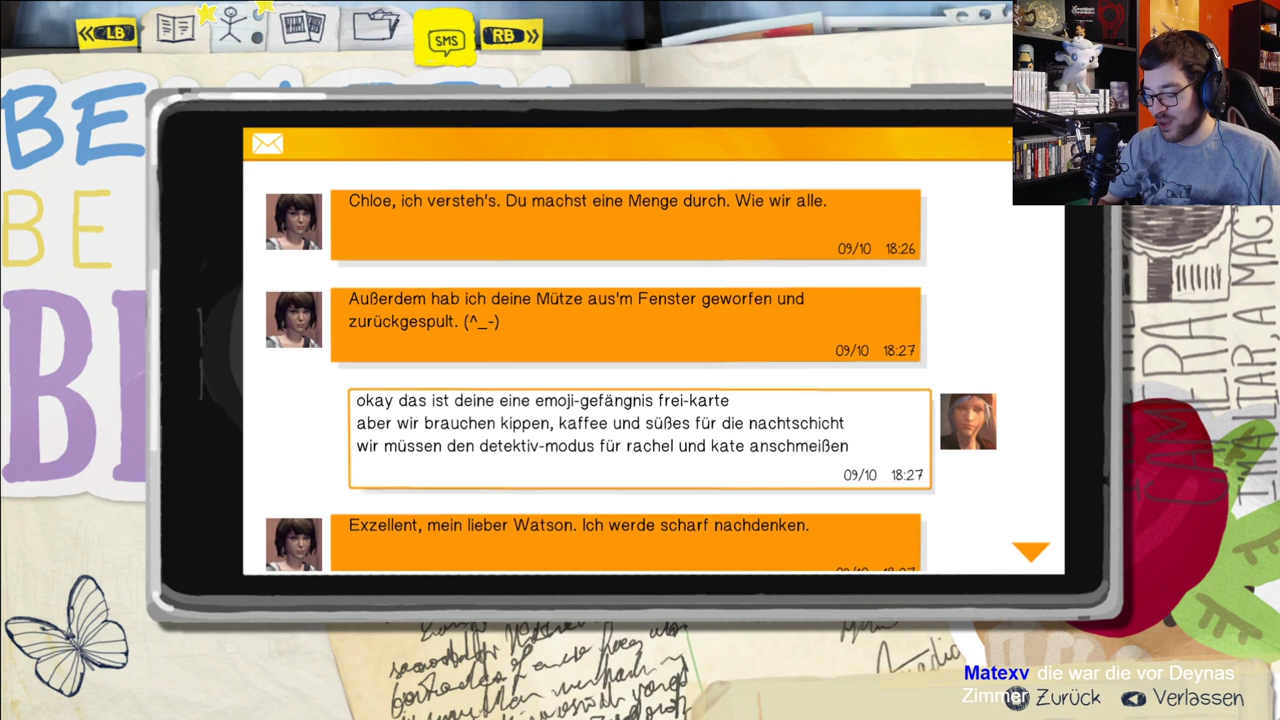 LB
SMS
RB
BE
BE
Chloe, ich versteh's. Du machst eine Menge durch. Wie wir alle.
09/10 18:26
Außerdem hab ich deine Mütze aus'm Fenster geworfen und
zurückgespult. (^_-)
09/10 18:27
okay das ist deine eine emoji-gefängnis frei-karte
aber wir brauchen kippen, kaffee und süßes für die nachtschicht
wir müssen den detektiv-modus für rachel und kate anschmeißen
09/10 18:27
Exzellent, mein lieber Watson. Ich werde scharf nachdenken.
Matexv die war die vor Deynas
Zimmer
Zurück
Verlassen